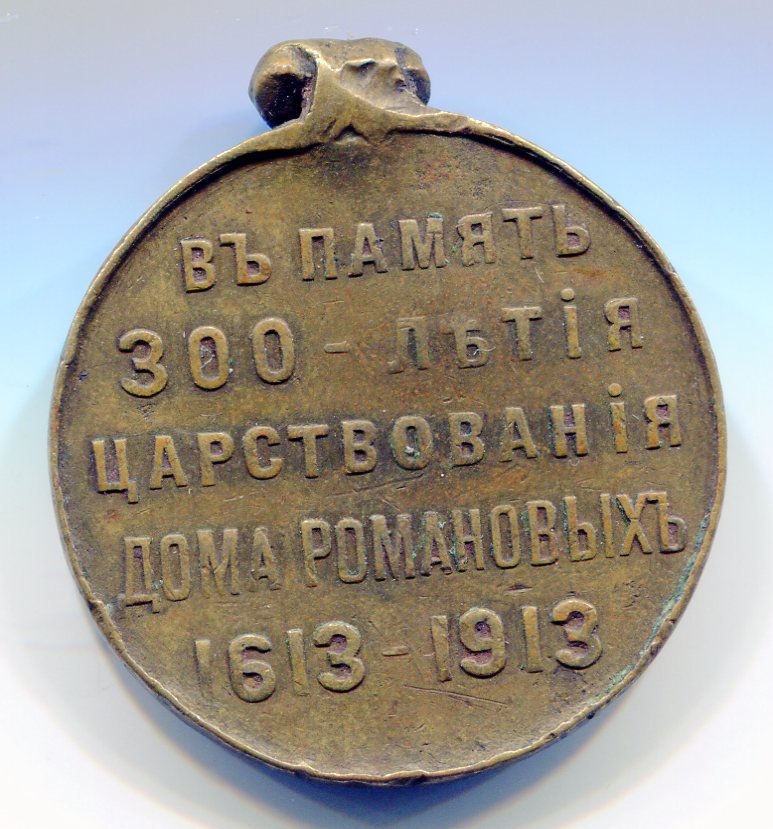 ВЪ ПАМЯТЬ
300-ЛѢТІЯ
ЦАРСТВОВАНІЯ
ДОМА РОМАНОВЫХЪ
1613-1913